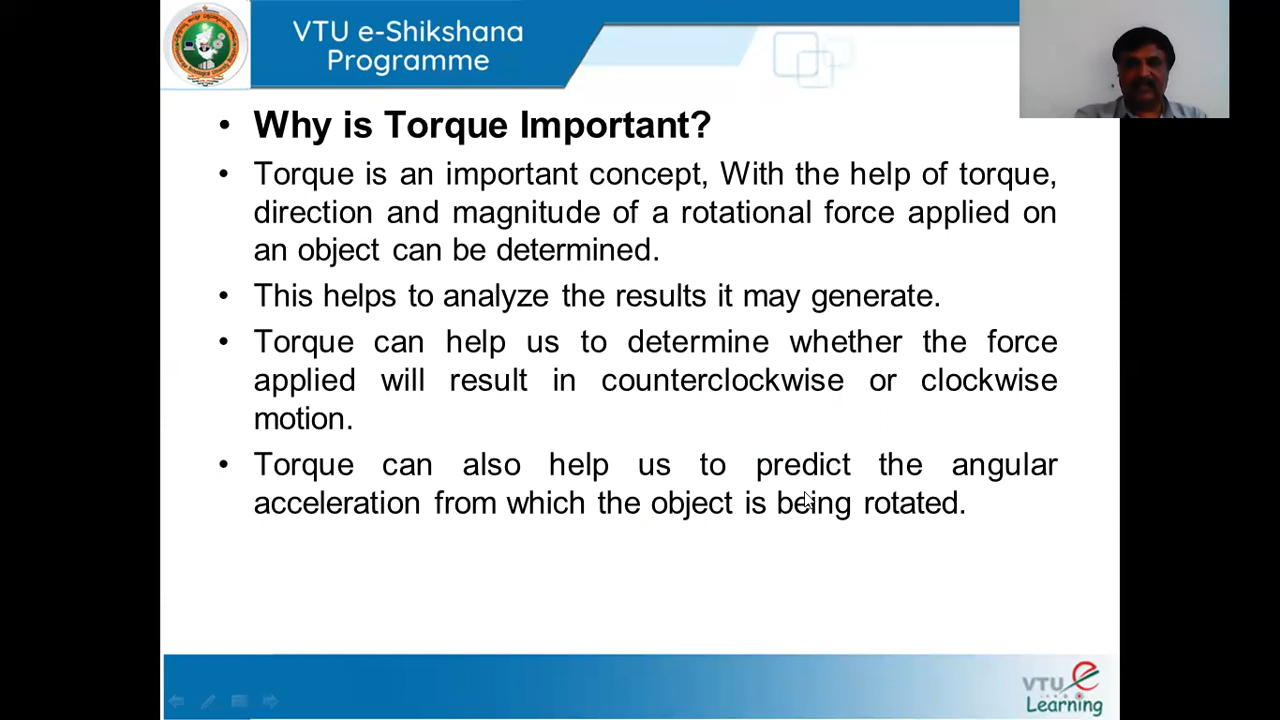 VTU e-Shikshana
Programme
• Why is Torque Important?
• Torque is an important concept, With the help of torque,
direction and magnitude of a rotational force applied on
an object can be determined.
• This helps to analyze the results it may generate.
• Torque can help us to determine whether the force
applied will result in counterclockwise or clockwise
motion.
• Torque can also help us to predict the angular
acceleration from which the object is being rotated.
VTU e
Learning